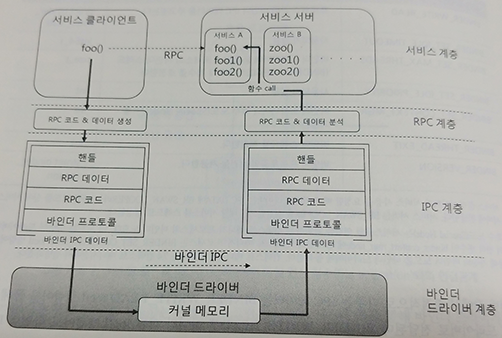 서비스 클라이언트
foo()
RPC
서비스 서버
서비스 A
foo()
foo1()
foo2()
서비스 B
zoo()
zoo1()
zoo2()
· · · · ·
함수 call
서비스 계층
RPC 코드 & 데이터 생성
RPC 코드 & 데이터 분석
RPC 계층
핸들
RPC 데이터
RPC 코드
바인더 프로토콜
바인더 IPC 데이터
핸들
RPC 데이터
RPC 코드
바인더 프로토콜
바인더 IPC 데이터
IPC 계층
바인더 IPC
바인더 드라이버
커널 메모리
바인더
드라이버 계층